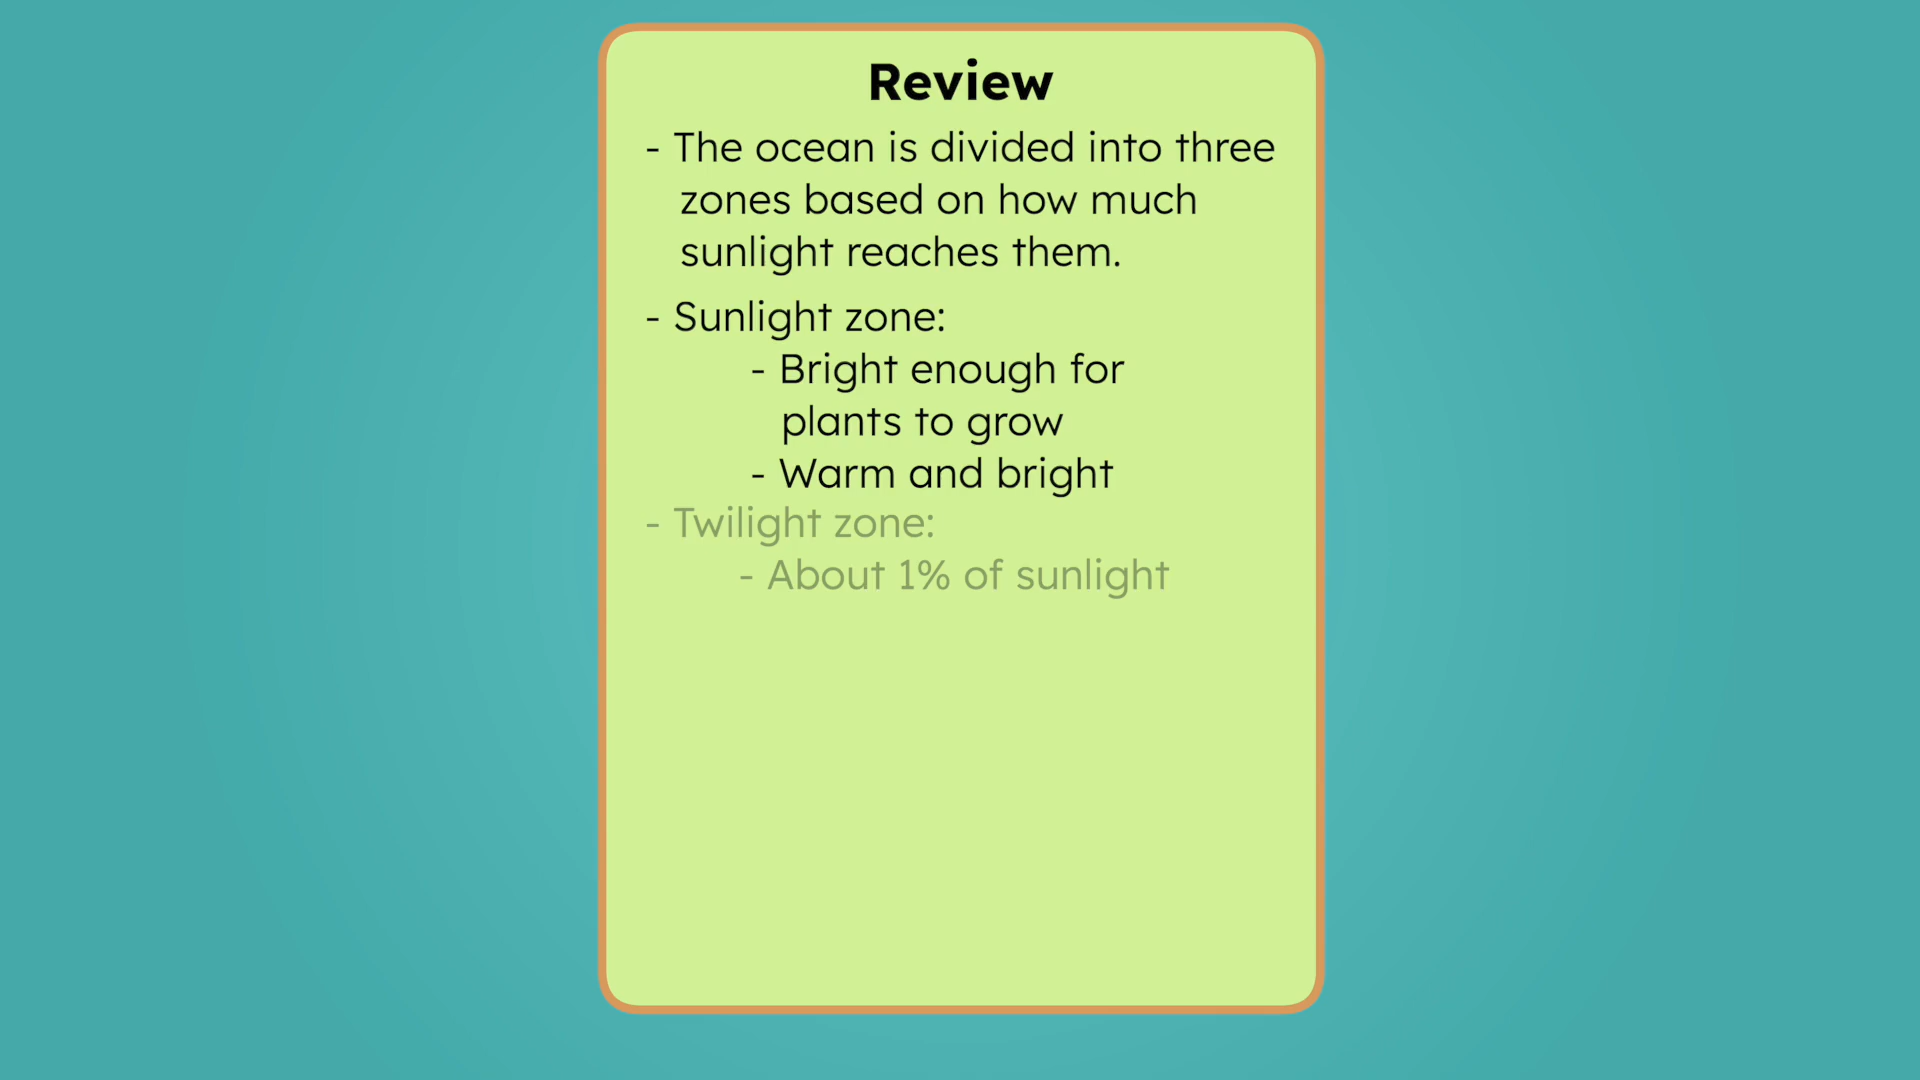 Review
- The ocean is divided into three
zones based on how much
sunlight reaches them.
- Sunlight zone:
- Bright enough for
plants to grow
- Warm and bright
- Twilight zone:
- About 1% of sunlight